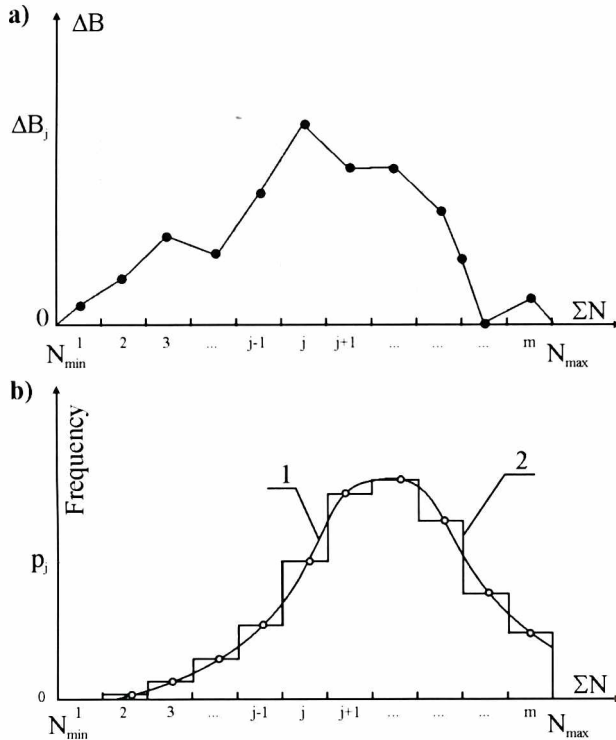 a)
ΔB
ΔB_j
0
ΣN
1 2 3 ... j-1 j j+1 ... ... ... m
N_min N_max
b)
Frequency
1 2
p_j
0
ΣN
1 2 3 ... j-1 j j+1 ... ... ... m
N_min N_max